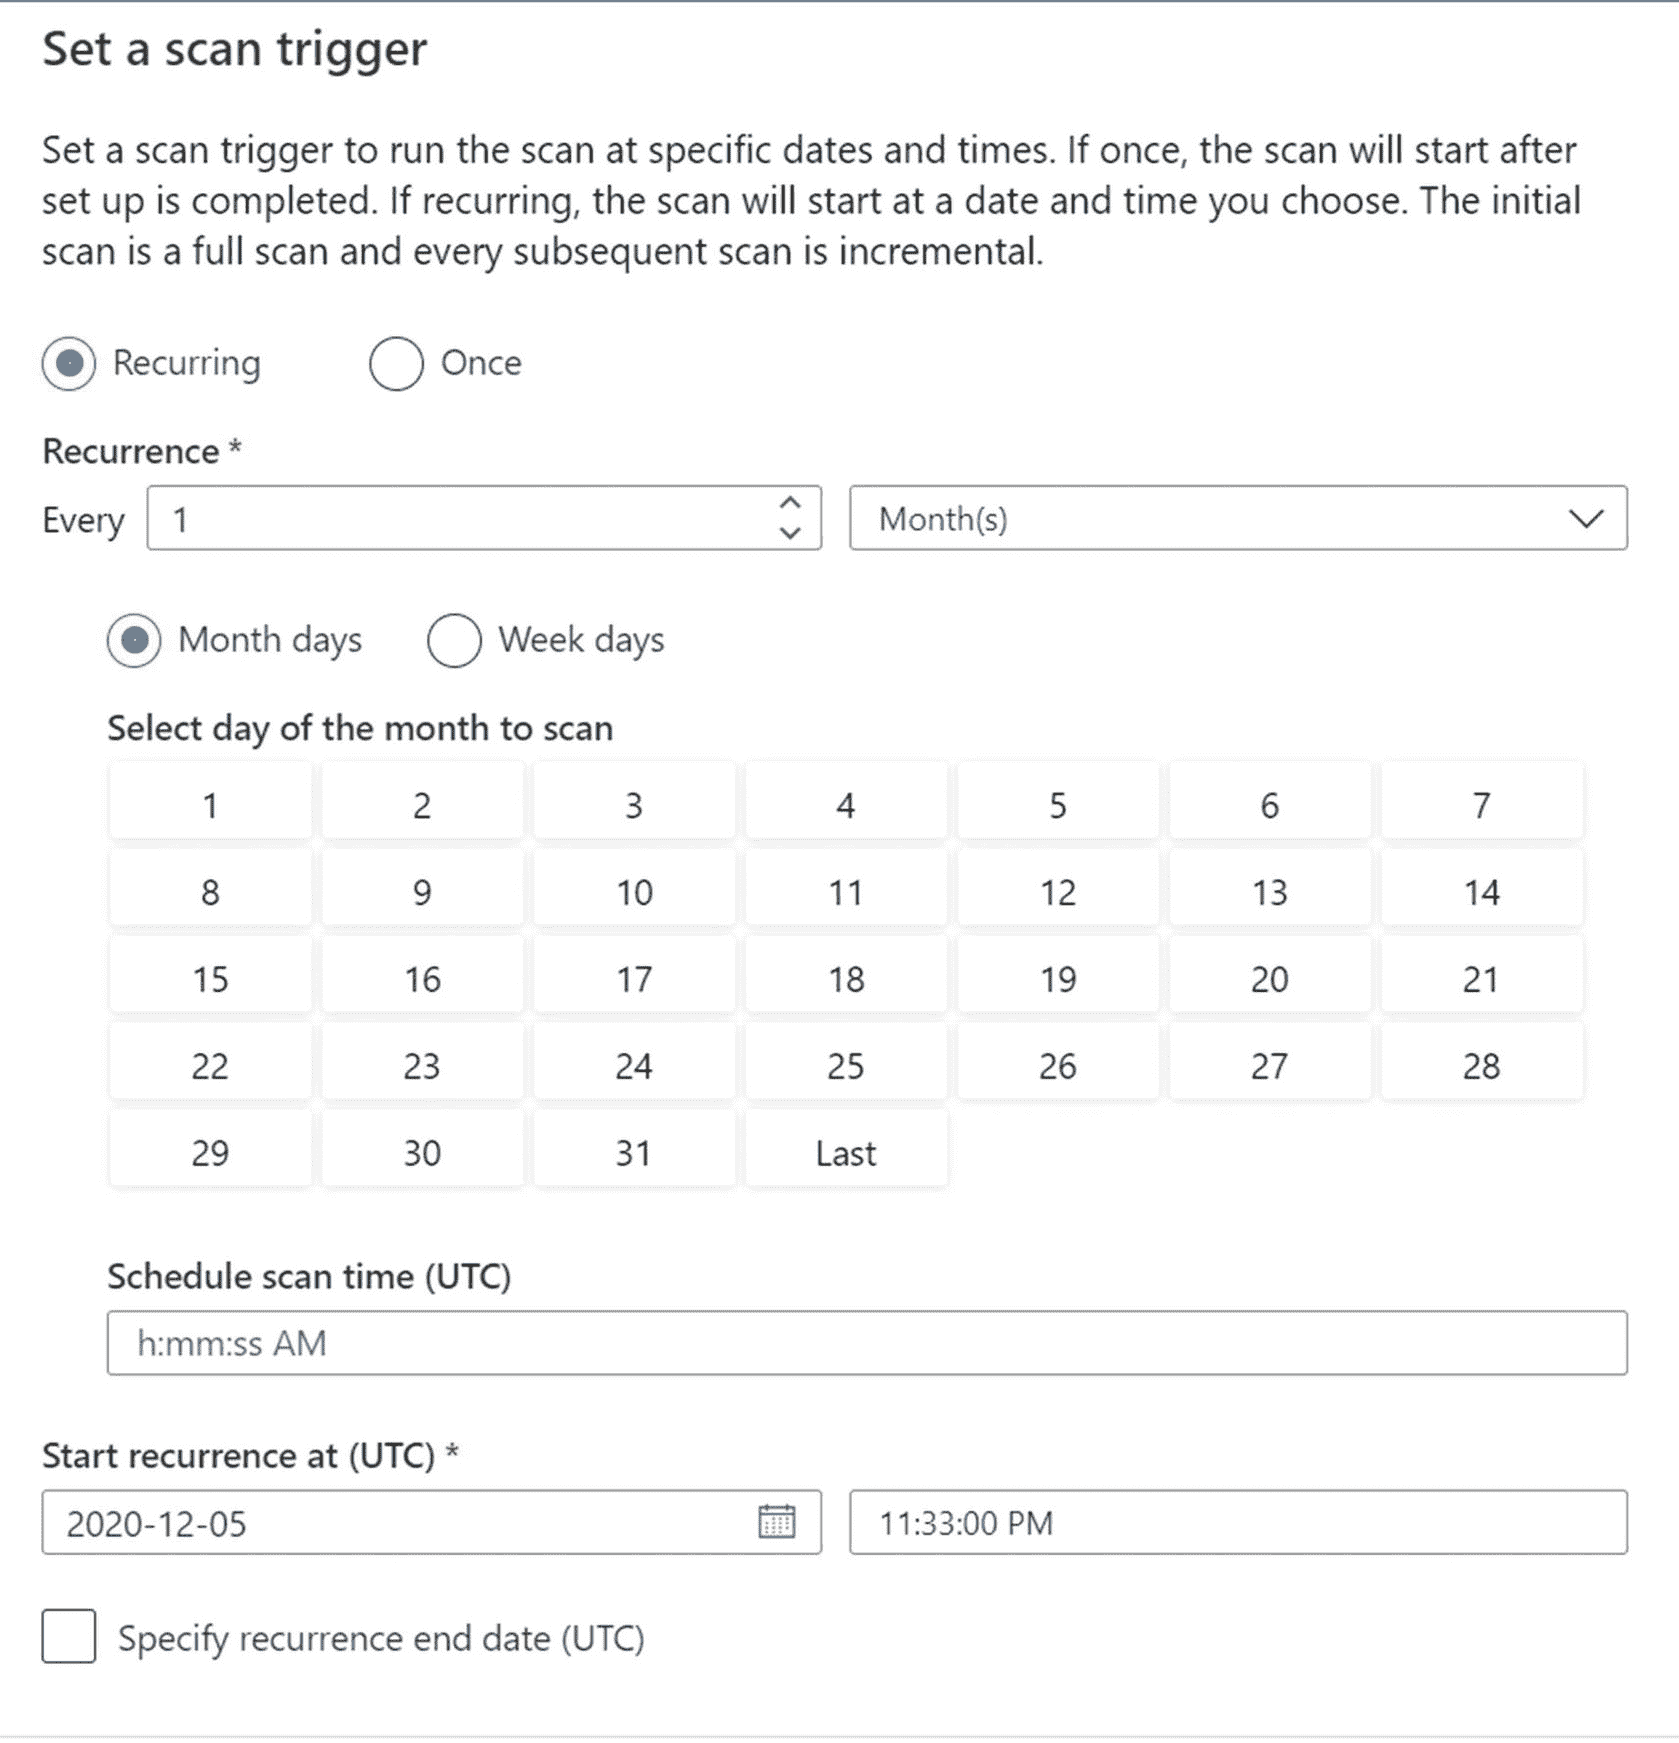 Set a scan trigger
Set a scan trigger to run the scan at specific dates and times. If once, the scan will start after
set up is completed. If recurring, the scan will start at a date and time you choose. The initial
scan is a full scan and every subsequent scan is incremental.
Recurring Once
Recurrence *
Every 1 Month(s)
Month days Week days
Select day of the month to scan
1 2 3 4 5 6 7
8 9 10 11 12 13 14
15 16 17 18 19 20 21
22 23 24 25 26 27 28
29 30 31 Last
Schedule scan time (UTC)
h:mm:ss AM
Start recurrence at (UTC) *
2020-12-05 11:33:00 PM
Specify recurrence end date (UTC)